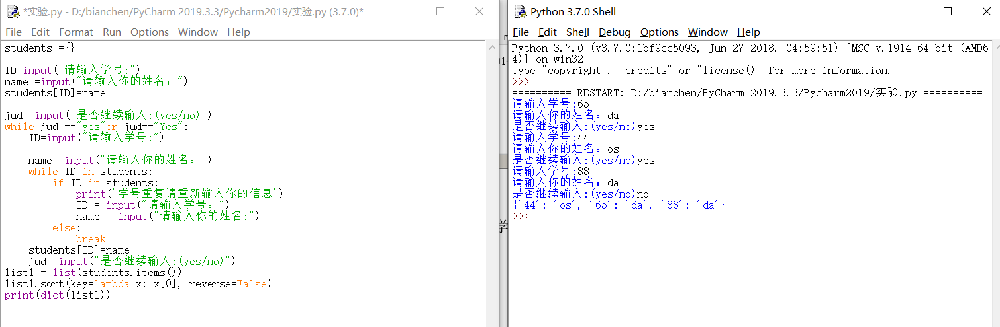 *实验.py - D:/bianchen/PyCharm 2019.3.3/Pycharm2019/实验.py (3.7.0)*
File Edit Format Run Options Window Help
students ={}
ID=input("请输入学号:")
name =input("请输入你的姓名：")
students[ID]=name
jud =input("是否继续输入:(yes/no)")
while jud =="yes"or jud=="Yes":
    ID=input("请输入学号:")
    name =input("请输入你的姓名：")
    while ID in students:
        if ID in students:
            print('学号重复请重新输入你的信息')
            ID = input("请输入学号：")
            name = input("请输入你的姓名:")
        else:
            break
    students[ID]=name
    jud =input("是否继续输入:(yes/no)")
list1 = list(students.items())
list1.sort(key=lambda x: x[0], reverse=False)
print(dict(list1))
学
Python 3.7.0 Shell
File Edit Shell Debug Options Window Help
Python 3.7.0 (v3.7.0:1bf9cc5093, Jun 27 2018, 04:59:51) [MSC v.1914 64 bit (AMD6
4)] on win32
Type "copyright", "credits" or "license()" for more information.
>>>
========== RESTART: D:/bianchen/PyCharm 2019.3.3/Pycharm2019/实验.py ==========
请输入学号:65
请输入你的姓名：da
是否继续输入:(yes/no)yes
请输入学号:44
请输入你的姓名：os
是否继续输入:(yes/no)yes
请输入学号:88
请输入你的姓名：da
是否继续输入:(yes/no)no
{'44': 'os', '65': 'da', '88': 'da'}
>>>